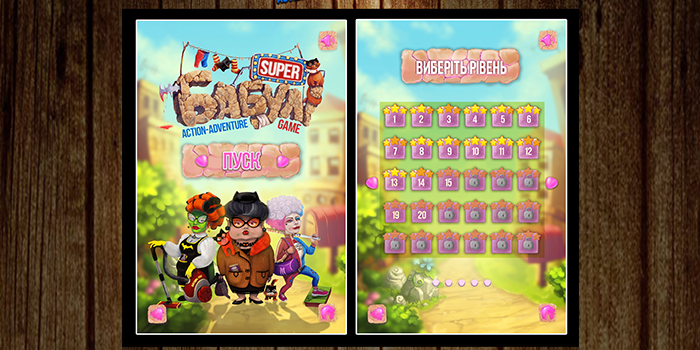 SUPER
БАБУЛІ
ACTION-ADVENTURE GAME
ПУСК
ВИБЕРІТЬ РІВЕНЬ
1 2 3 4 5 6
7 8 9 10 11 12
13 14 15
19 20